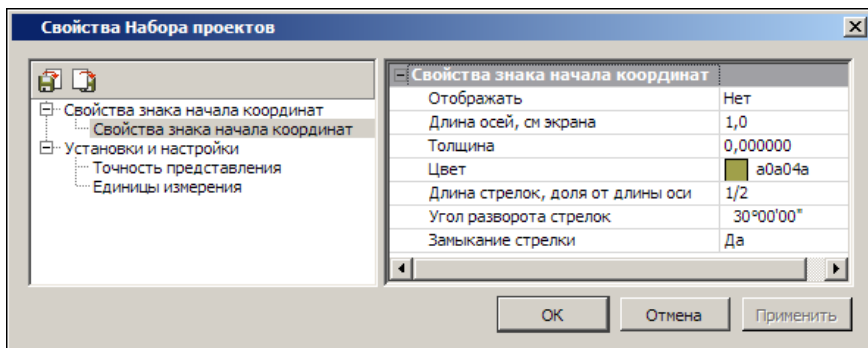 Свойства Набора проектов
Свойства знака начала координат
Свойства знака начала координат
Установки и настройки
Точность представления
Единицы измерения
Свойства знака начала координат
Отображать Нет
Длина осей, см экрана 1,0
Толщина 0,000000
Цвет a0a04a
Длина стрелок, доля от длины оси 1/2
Угол разворота стрелок 30°00'00"
Замыкание стрелки Да
OK Отмена Применить